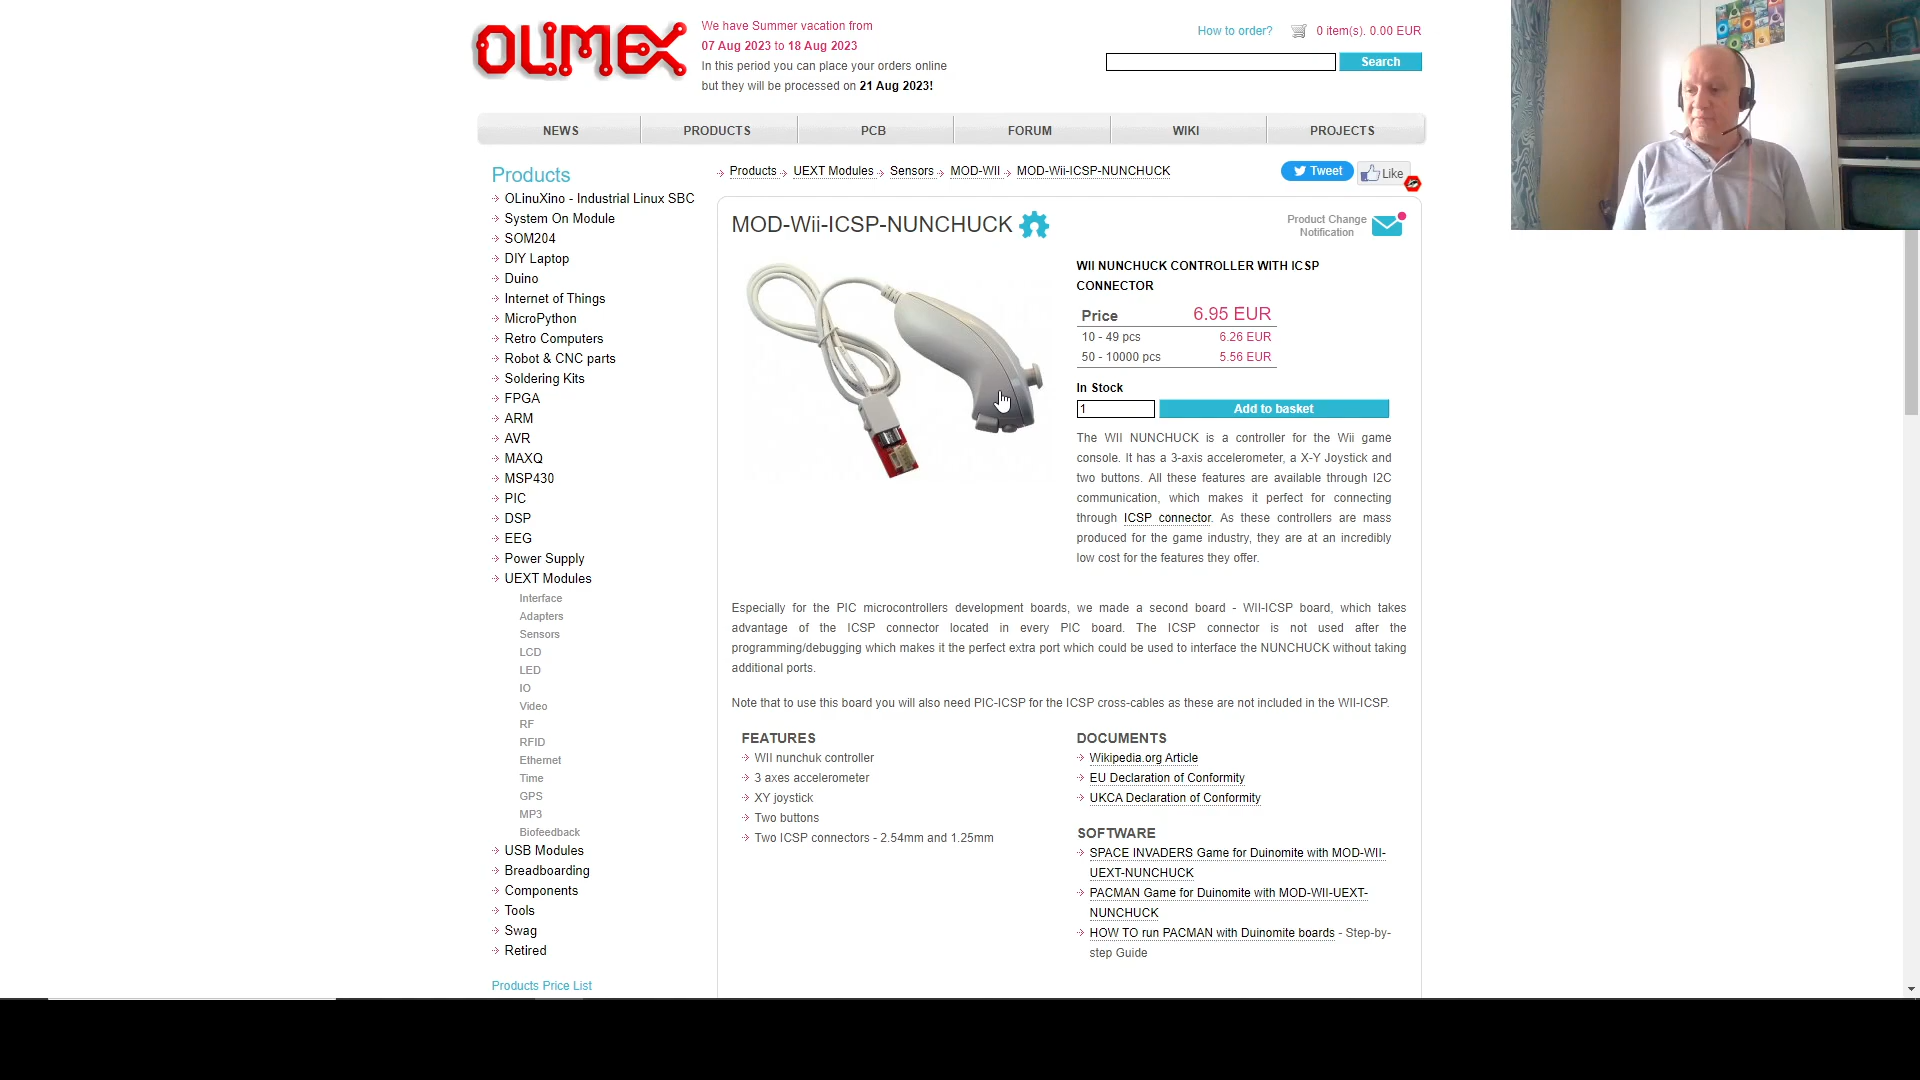 OLIMEX
We have Summer vacation from
07 Aug 2023 to 18 Aug 2023
In this period you can place your orders online
but they will be processed on 21 Aug 2023!
How to order?
0 item(s). 0.00 EUR
Search
NEWS
PRODUCTS
PCB
FORUM
WIKI
PROJECTS
Products
OLinuXino - Industrial Linux SBC
System On Module
SOM204
DIY Laptop
Duino
Internet of Things
MicroPython
Retro Computers
Robot & CNC parts
Soldering Kits
FPGA
ARM
AVR
MAXQ
MSP430
PIC
DSP
EEG
Power Supply
UEXT Modules
Interface
Adapters
Sensors
LCD
LED
IO
Video
RF
RFID
Ethernet
Time
GPS
MP3
Biofeedback
USB Modules
Breadboarding
Components
Tools
Swag
Retired
Products Price List
Products UEXT Modules Sensors MOD-WII MOD-Wii-ICSP-NUNCHUCK
Tweet
Like
MOD-Wii-ICSP-NUNCHUCK
Product Change
Notification
WII NUNCHUCK CONTROLLER WITH ICSP
CONNECTOR
Price 6.95 EUR
10 - 49 pcs 6.26 EUR
50 - 10000 pcs 5.56 EUR
In Stock
1
Add to basket
The WII NUNCHUCK is a controller for the Wii game
console. It has a 3-axis accelerometer, a X-Y Joystick and
two buttons. All these features are available through I2C
communication, which makes it perfect for connecting
through ICSP connector. As these controllers are mass
produced for the game industry, they are at an incredibly
low cost for the features they offer.
Especially for the PIC microcontrollers development boards, we made a second board - WII-ICSP board, which takes
advantage of the ICSP connector located in every PIC board. The ICSP connector is not used after the
programming/debugging which makes it the perfect extra port which could be used to interface the NUNCHUCK without taking
additional ports.
Note that to use this board you will also need PIC-ICSP for the ICSP cross-cables as these are not included in the WII-ICSP.
FEATURES
WII nunchuk controller
3 axes accelerometer
XY joystick
Two buttons
Two ICSP connectors - 2.54mm and 1.25mm
DOCUMENTS
Wikipedia.org Article
EU Declaration of Conformity
UKCA Declaration of Conformity
SOFTWARE
SPACE INVADERS Game for Duinomite with MOD-WII-
UEXT-NUNCHUCK
PACMAN Game for Duinomite with MOD-WII-UEXT-
NUNCHUCK
HOW TO run PACMAN with Duinomite boards - Step-by-
step Guide